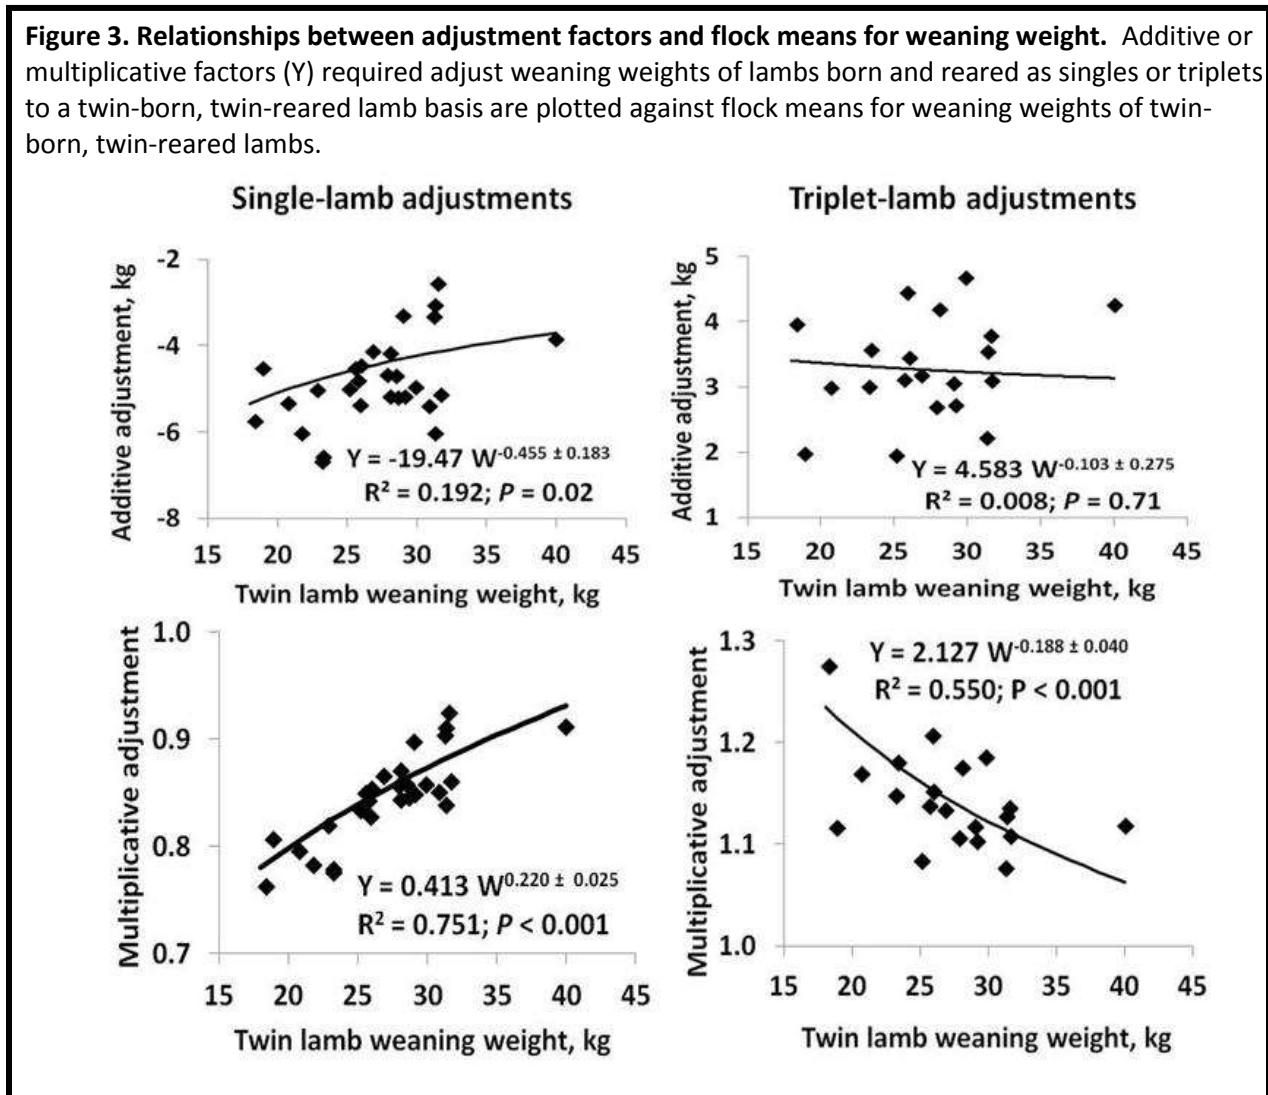 Figure 3. Relationships between adjustment factors and flock means for weaning weight. Additive or
multiplicative factors (Y) required adjust weaning weights of lambs born and reared as singles or triplets
to a twin-born, twin-reared lamb basis are plotted against flock means for weaning weights of twin-
born, twin-reared lambs.
Single-lamb adjustments
Additive adjustment, kg
-2
-4
-6
-8
Y = -19.47 W^-0.455 ± 0.183
R² = 0.192; P = 0.02
15 20 25 30 35 40 45
Twin lamb weaning weight, kg
Triplet-lamb adjustments
Additive adjustment, kg
5
4
3
2
1
Y = 4.583 W^-0.103 ± 0.275
R² = 0.008; P = 0.71
15 20 25 30 35 40 45
Twin lamb weaning weight, kg
Multiplicative adjustment
1.0
0.9
0.8
0.7
Y = 0.413 W^0.220 ± 0.025
R² = 0.751; P < 0.001
15 20 25 30 35 40 45
Twin lamb weaning weight, kg
Multiplicative adjustment
1.3
1.2
1.1
1.0
Y = 2.127 W^-0.188 ± 0.040
R² = 0.550; P < 0.001
15 20 25 30 35 40 45
Twin lamb weaning weight, kg